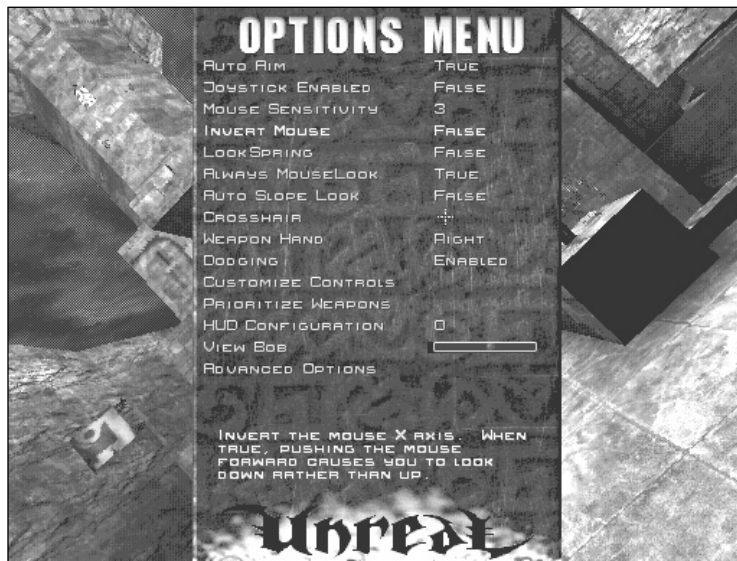 OPTIONS MENU
Auto Aim True
Joystick Enabled False
Mouse Sensitivity 3
Invert Mouse False
LookSpring False
Always MouseLook True
Auto Slope Look False
Crosshair
Weapon Hand Right
Dodging Enabled
Customize Controls
Prioritize Weapons
HUD Configuration 0
View Bob
Advanced Options
Invert the mouse X axis. When
true, pushing the mouse
forward causes you to look
down rather than up.
Unreal